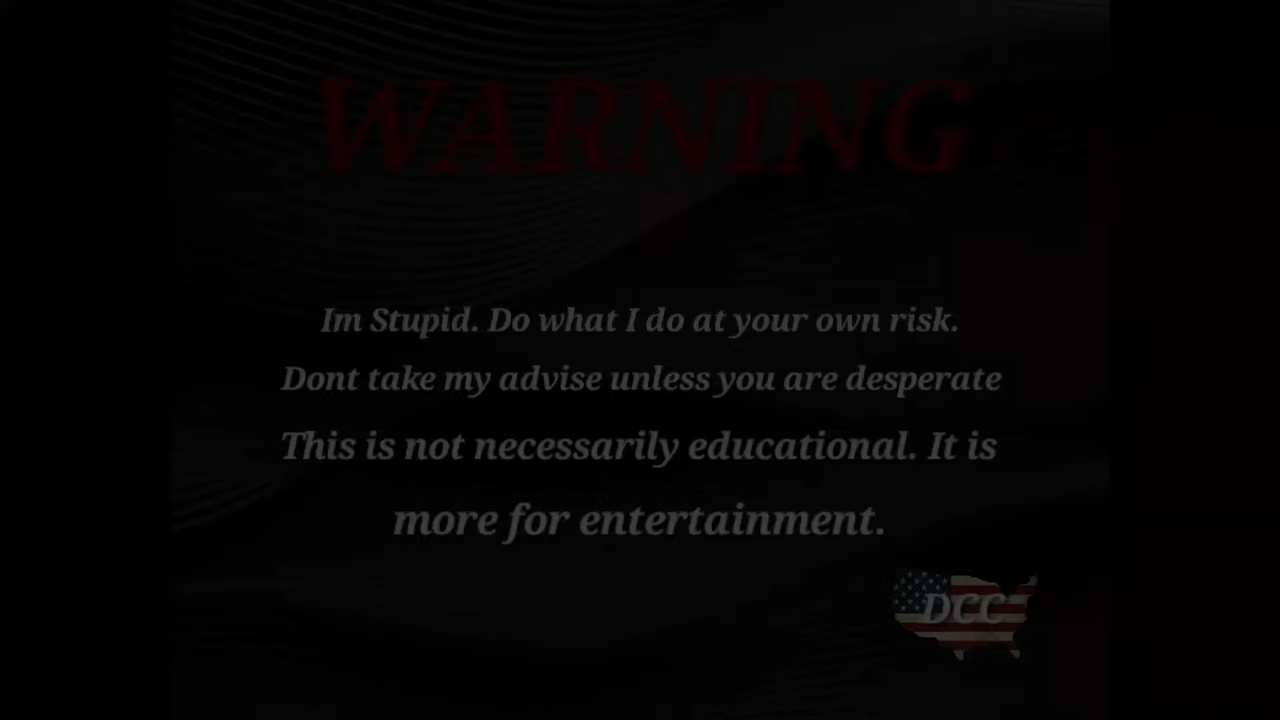 WARNING
Im Stupid. Do what I do at your own risk.
Dont take my advise unless you are desperate
This is not necessarily educational. It is
more for entertainment.
DCC